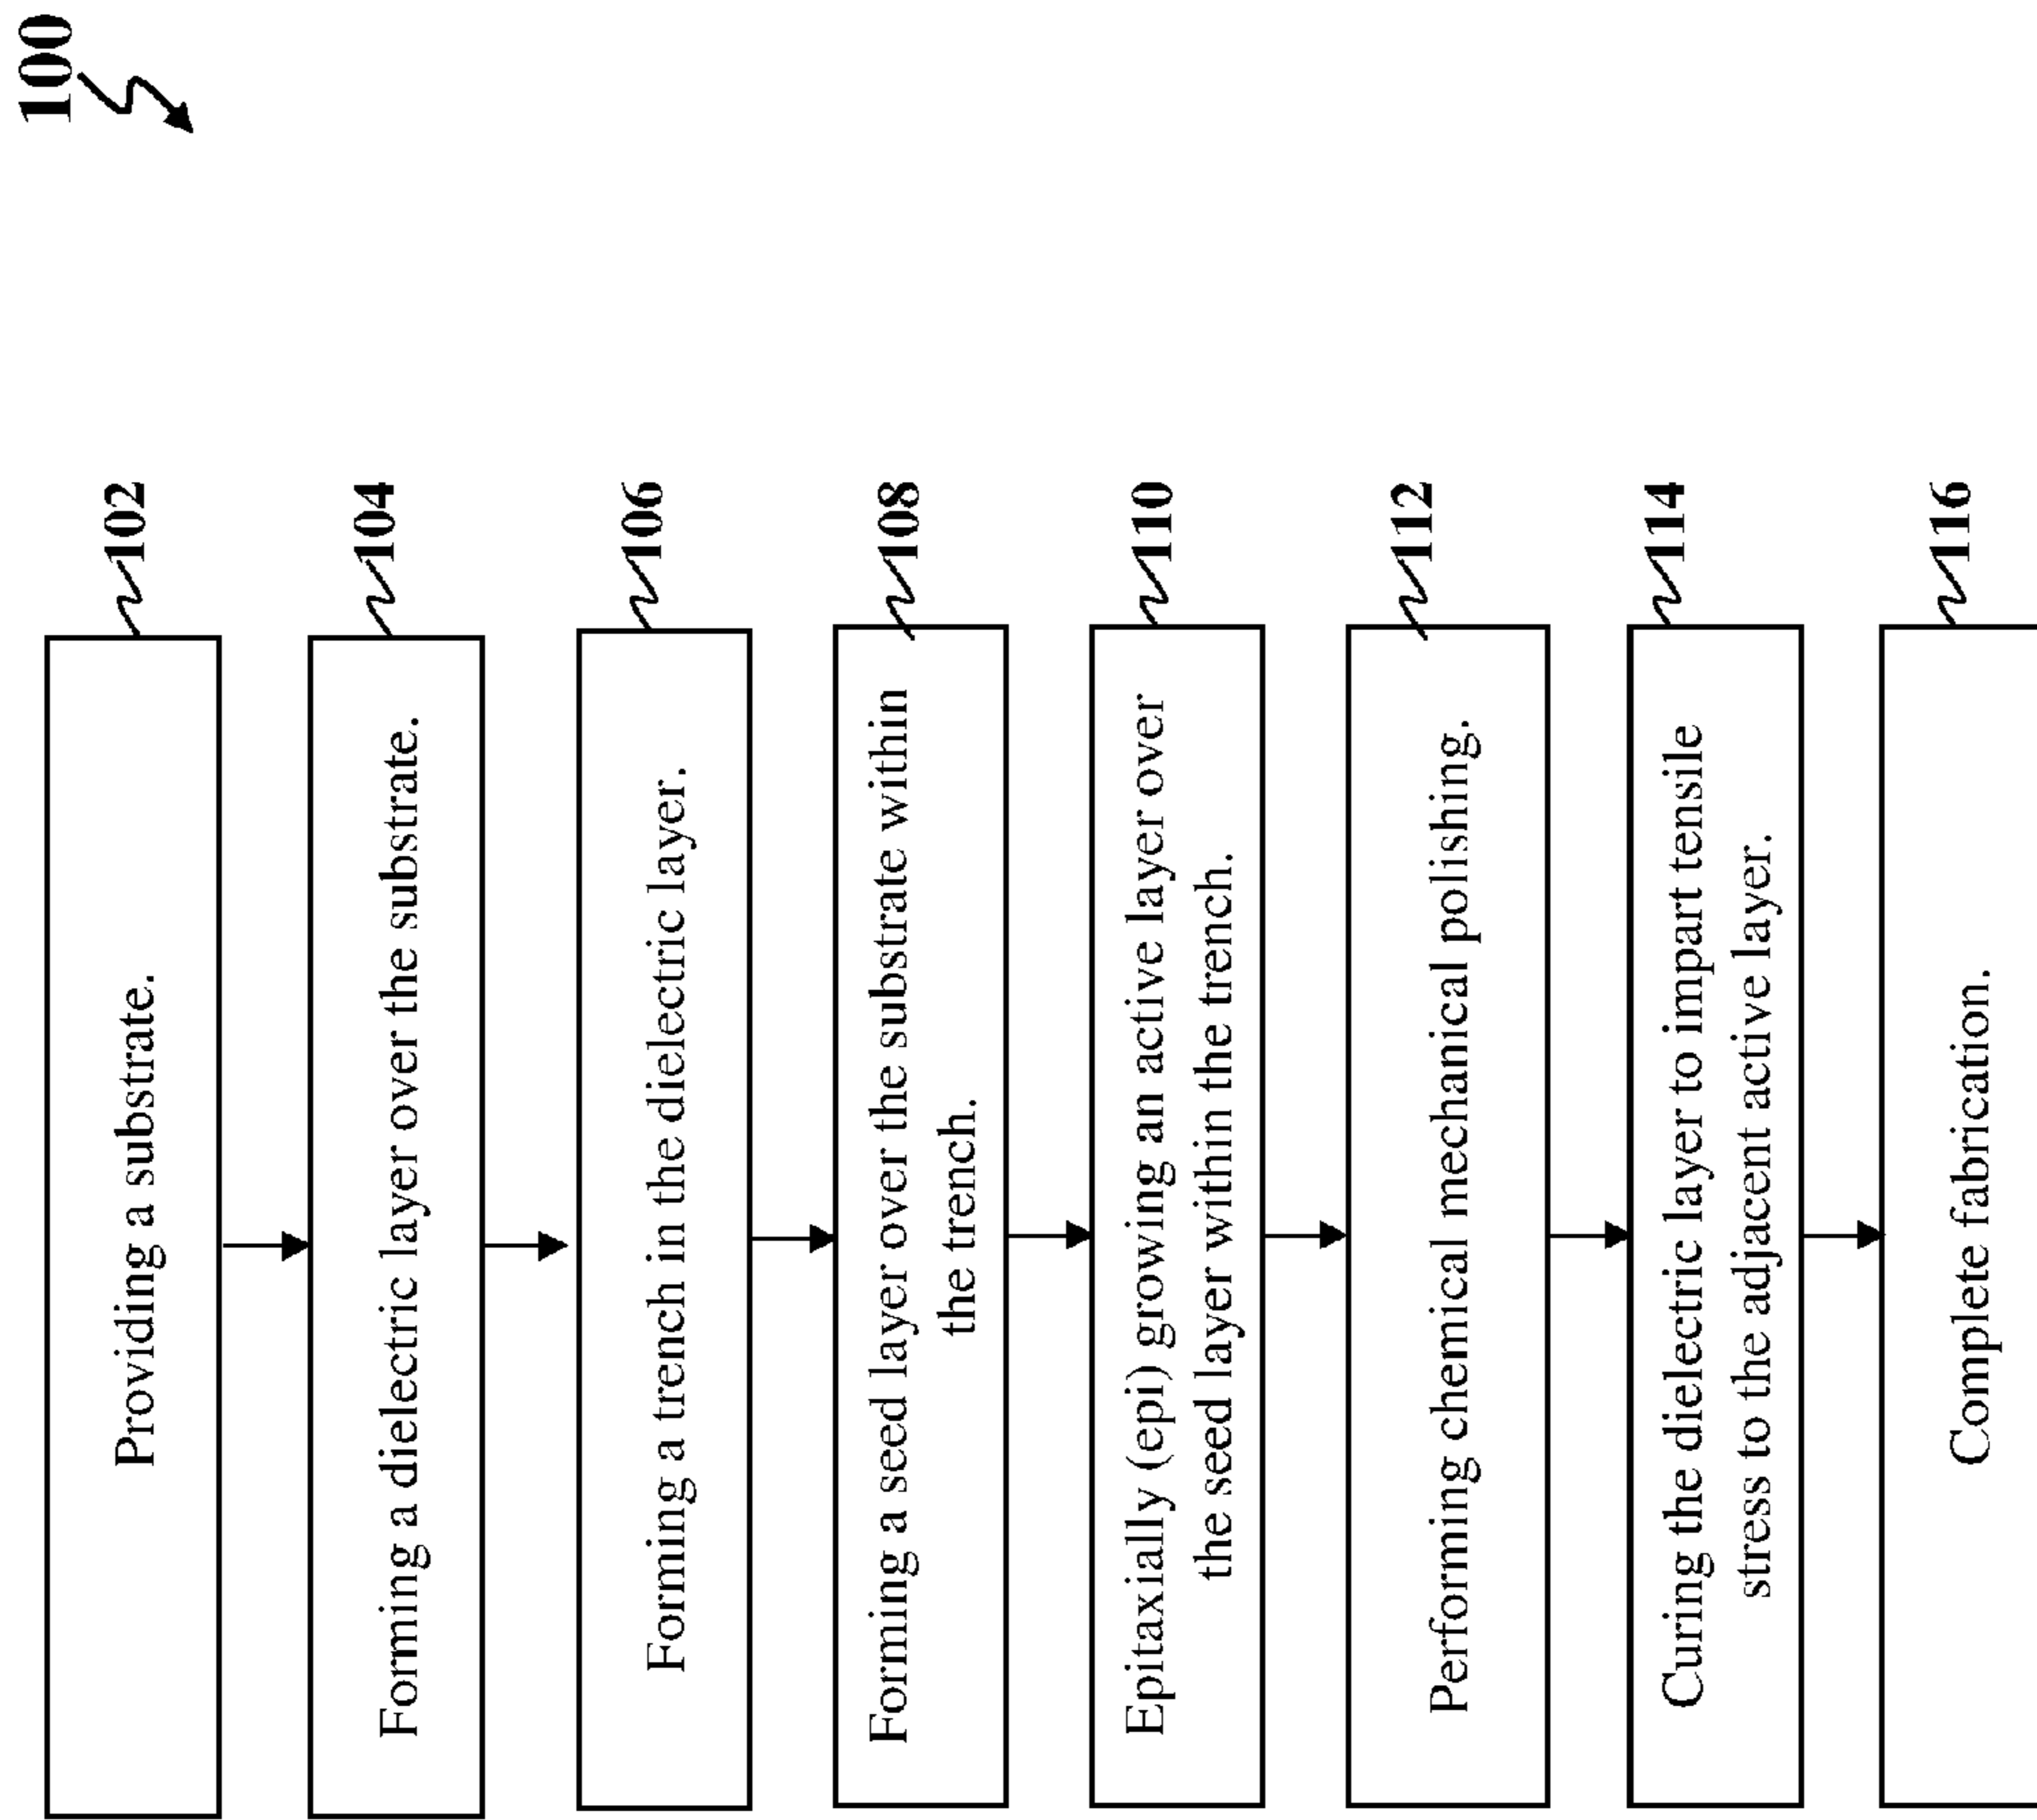 100
Providing a substrate.
102
Forming a dielectric layer over the substrate.
104
Forming a trench in the dielectric layer.
106
Forming a seed layer over the substrate within
the trench.
108
Epitaxially (epi) growing an active layer over
the seed layer within the trench.
110
Performing chemical mechanical polishing.
112
Curing the dielectric layer to impart tensile
stress to the adjacent active layer.
114
Complete fabrication.
116